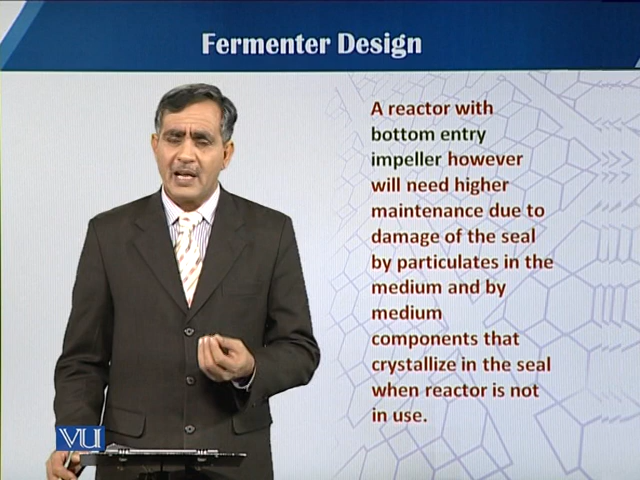 Fermenter Design
A reactor with
bottom entry
impeller however
will need higher
maintenance due to
damage of the seal
by particulates in the
medium and by
medium
components that
crystallize in the seal
when reactor is not
in use.
VU